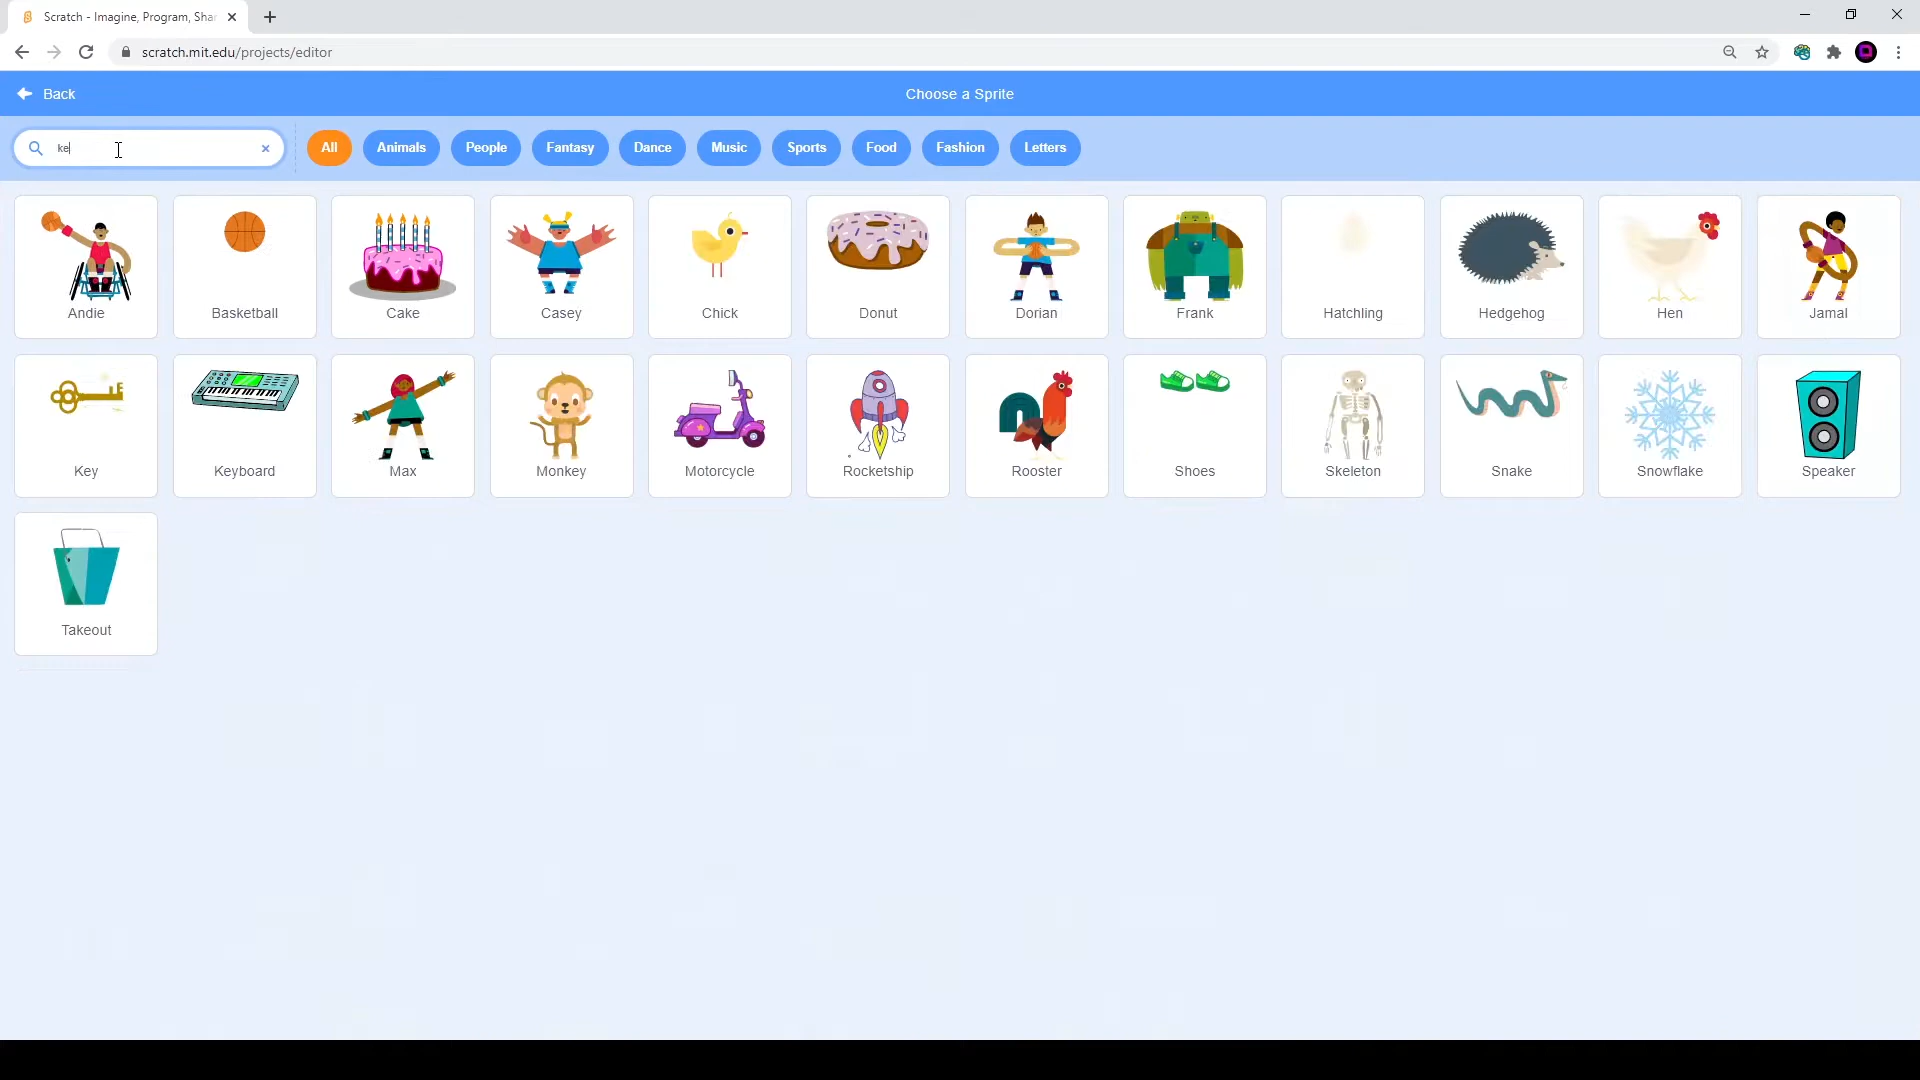 Scratch - Imagine, Program, Shar
scratch.mit.edu/projects/editor
Back
Choose a Sprite
ke
All
Animals
People
Fantasy
Dance
Music
Sports
Food
Fashion
Letters
Andie
Basketball
Cake
Casey
Chick
Donut
Dorian
Frank
Hatchling
Hedgehog
Hen
Jamal
Key
Keyboard
Max
Monkey
Motorcycle
Rocketship
Rooster
Shoes
Skeleton
Snake
Snowflake
Speaker
Takeout